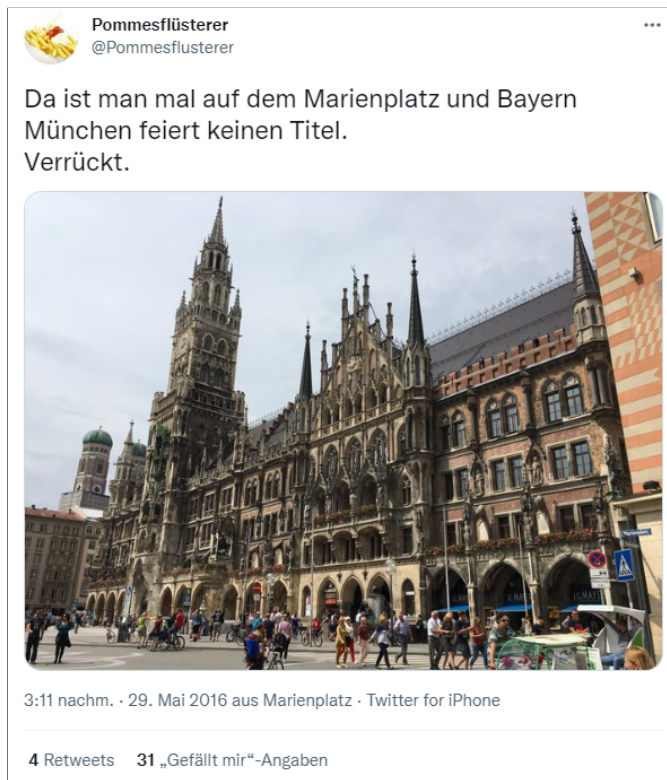 Pommesflüsterer
@Pommesflusterer
Da ist man mal auf dem Marienplatz und Bayern
München feiert keinen Titel.
Verrückt.
Marienplatz
3:11 nachm. · 29. Mai 2016 aus Marienplatz · Twitter for iPhone
4 Retweets 31 „Gefällt mir“-Angaben